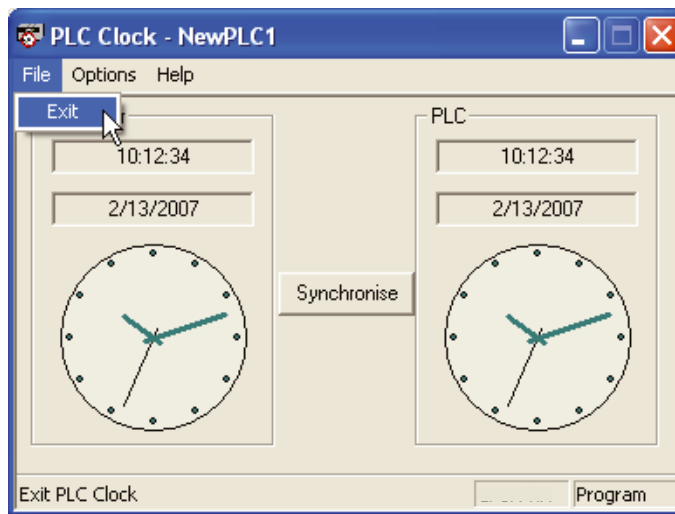 PLC Clock - NewPLC1
File Options Help
Exit
PLC
10:12:34 10:12:34
2/13/2007 2/13/2007
Synchronise
Exit PLC Clock Program